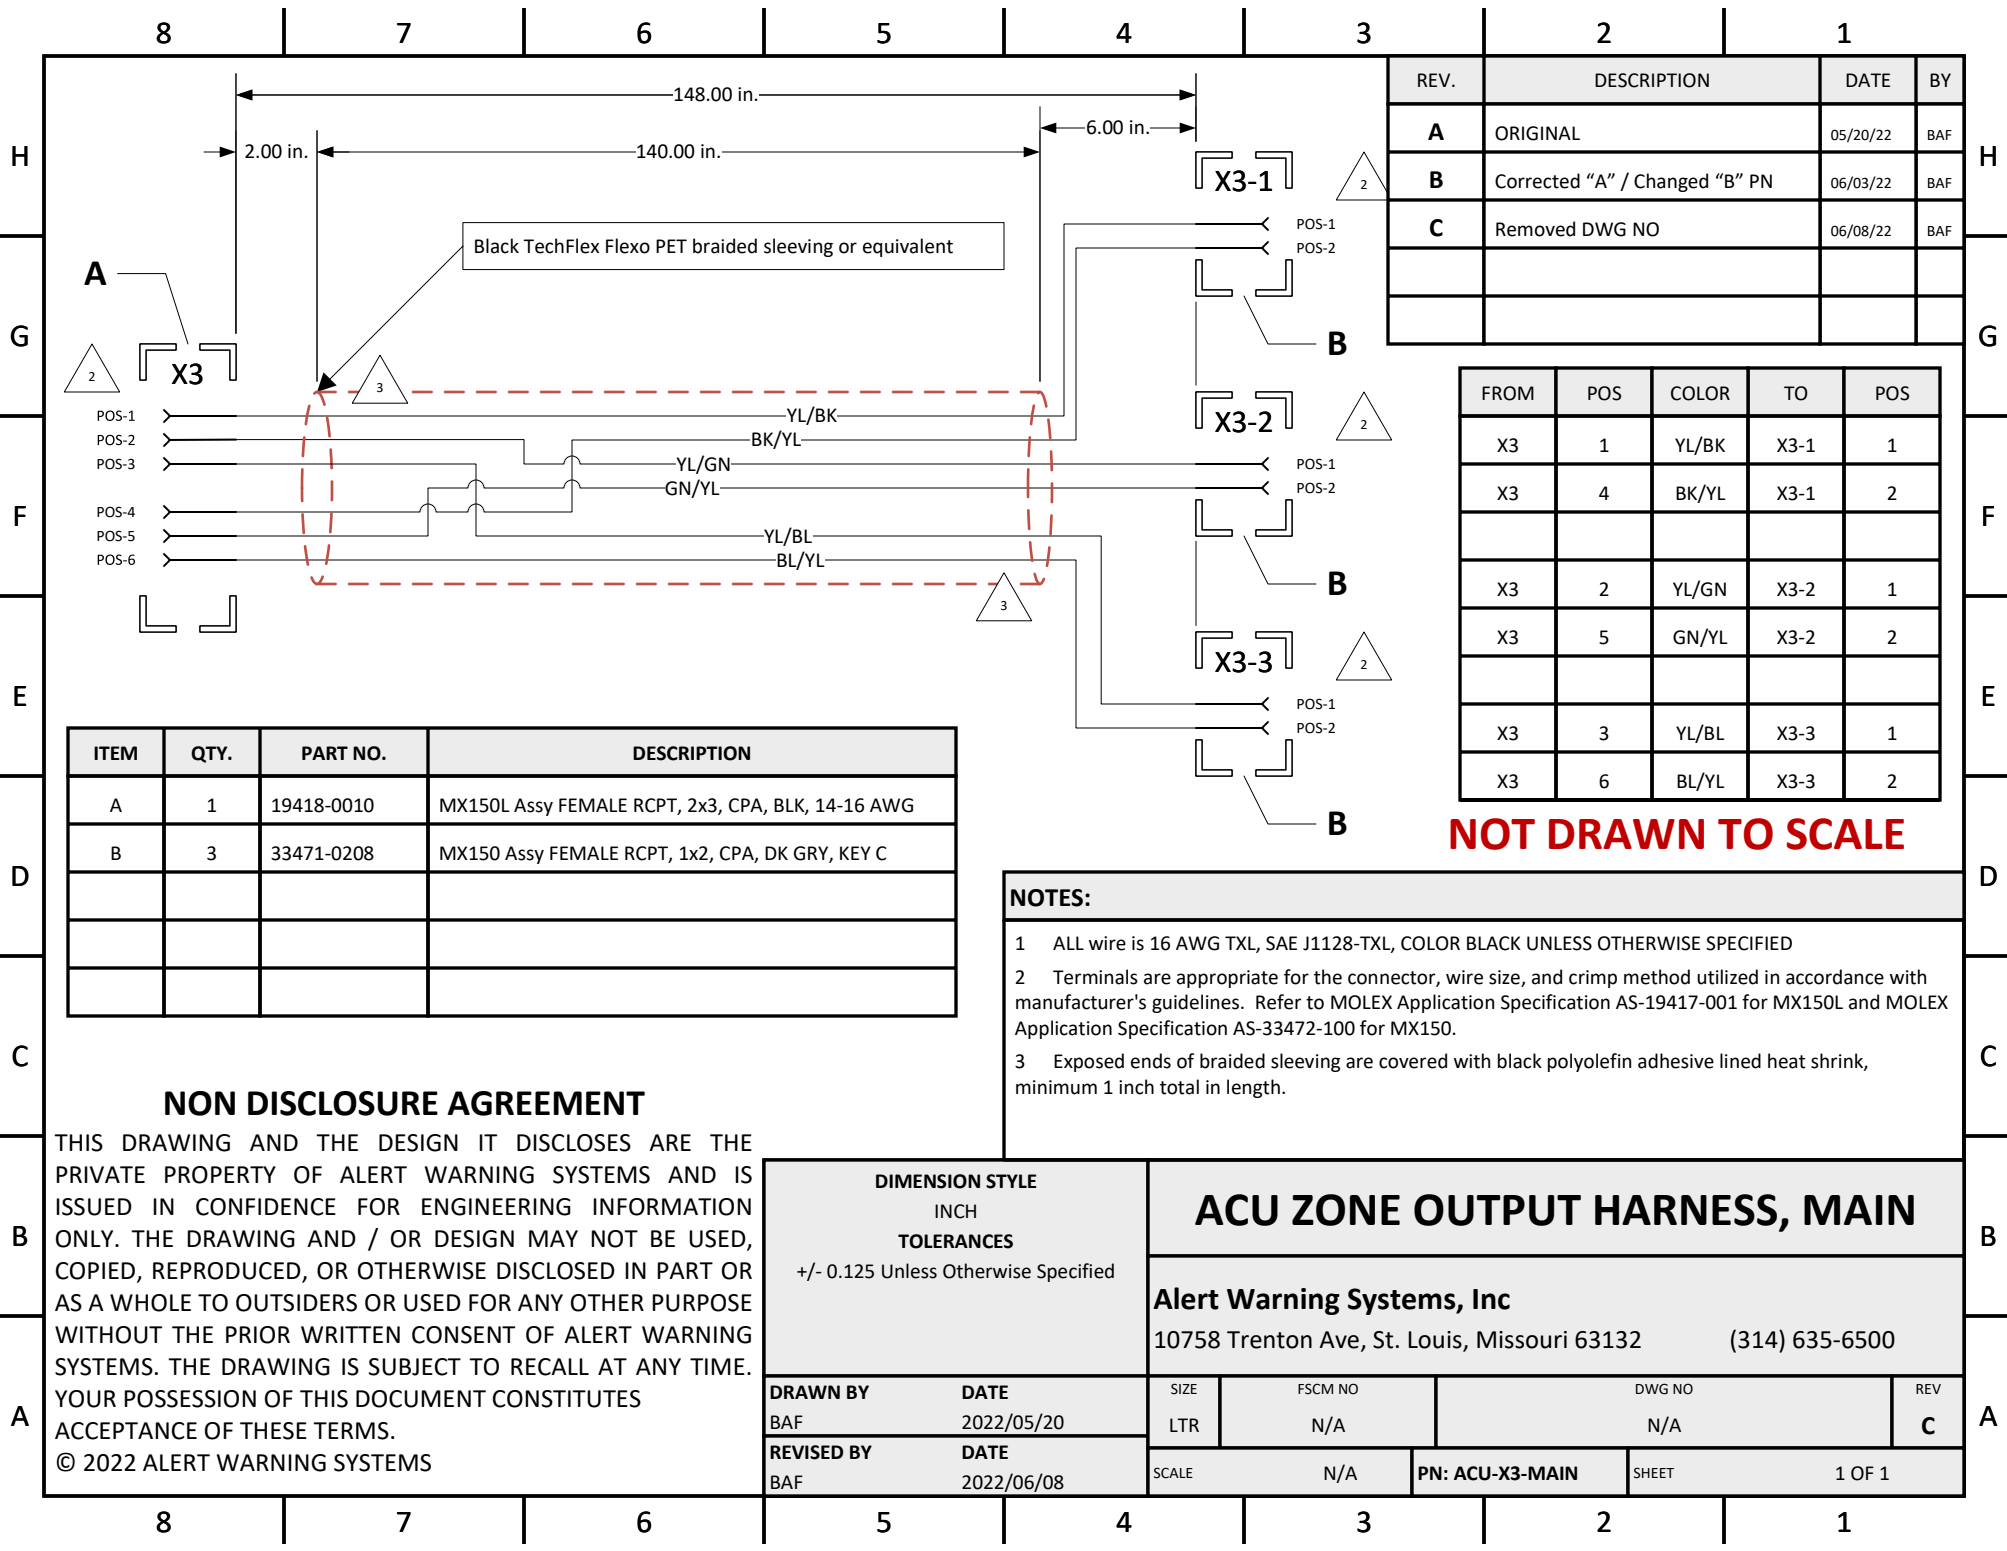 8 7 6 5 4 3 2 1
H
G
F
E
D
C
B
A
148.00 in.
6.00 in.
2.00 in.
140.00 in.
Black TechFlex Flexo PET braided sleeving or equivalent
A
2
X3
3
POS-1
POS-2
POS-3
POS-4
POS-5
POS-6
YL/BK
BK/YL
YL/GN
GN/YL
YL/BL
BL/YL
3
X3-1
2
POS-1
POS-2
B
X3-2
2
POS-1
POS-2
B
X3-3
2
POS-1
POS-2
B
REV. DESCRIPTION DATE BY
A ORIGINAL 05/20/22 BAF
B Corrected “A” / Changed “B” PN 06/03/22 BAF
C Removed DWG NO 06/08/22 BAF
FROM POS COLOR TO POS
X3 1 YL/BK X3-1 1
X3 4 BK/YL X3-1 2
X3 2 YL/GN X3-2 1
X3 5 GN/YL X3-2 2
X3 3 YL/BL X3-3 1
X3 6 BL/YL X3-3 2
NOT DRAWN TO SCALE
ITEM QTY. PART NO. DESCRIPTION
A 1 19418-0010 MX150L Assy FEMALE RCPT, 2x3, CPA, BLK, 14-16 AWG
B 3 33471-0208 MX150 Assy FEMALE RCPT, 1x2, CPA, DK GRY, KEY C
NOTES:
1 ALL wire is 16 AWG TXL, SAE J1128-TXL, COLOR BLACK UNLESS OTHERWISE SPECIFIED
2 Terminals are appropriate for the connector, wire size, and crimp method utilized in accordance with
manufacturer's guidelines. Refer to MOLEX Application Specification AS-19417-001 for MX150L and MOLEX
Application Specification AS-33472-100 for MX150.
3 Exposed ends of braided sleeving are covered with black polyolefin adhesive lined heat shrink,
minimum 1 inch total in length.
NON DISCLOSURE AGREEMENT
THIS DRAWING AND THE DESIGN IT DISCLOSES ARE THE
PRIVATE PROPERTY OF ALERT WARNING SYSTEMS AND IS
ISSUED IN CONFIDENCE FOR ENGINEERING INFORMATION
ONLY. THE DRAWING AND / OR DESIGN MAY NOT BE USED,
COPIED, REPRODUCED, OR OTHERWISE DISCLOSED IN PART OR
AS A WHOLE TO OUTSIDERS OR USED FOR ANY OTHER PURPOSE
WITHOUT THE PRIOR WRITTEN CONSENT OF ALERT WARNING
SYSTEMS. THE DRAWING IS SUBJECT TO RECALL AT ANY TIME.
YOUR POSSESSION OF THIS DOCUMENT CONSTITUTES
ACCEPTANCE OF THESE TERMS.
© 2022 ALERT WARNING SYSTEMS
DIMENSION STYLE
INCH
TOLERANCES
+/- 0.125 Unless Otherwise Specified
DRAWN BY DATE
BAF 2022/05/20
REVISED BY DATE
BAF 2022/06/08
ACU ZONE OUTPUT HARNESS, MAIN
Alert Warning Systems, Inc
10758 Trenton Ave, St. Louis, Missouri 63132 (314) 635-6500
SIZE FSCM NO DWG NO REV
LTR N/A N/A C
SCALE N/A PN: ACU-X3-MAIN SHEET 1 OF 1
H
G
F
E
D
C
B
A
8 7 6 5 4 3 2 1